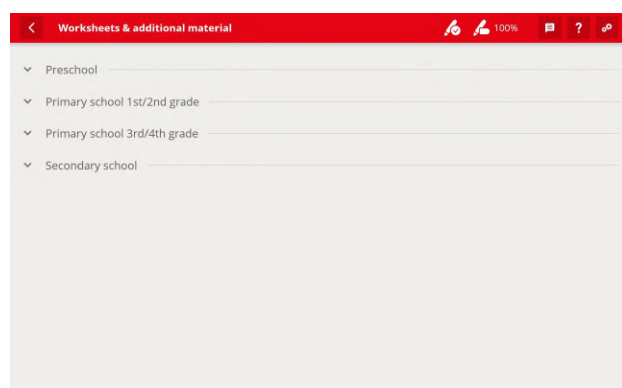 Worksheets & additional material
100%
?
Preschool
Primary school 1st/2nd grade
Primary school 3rd/4th grade
Secondary school